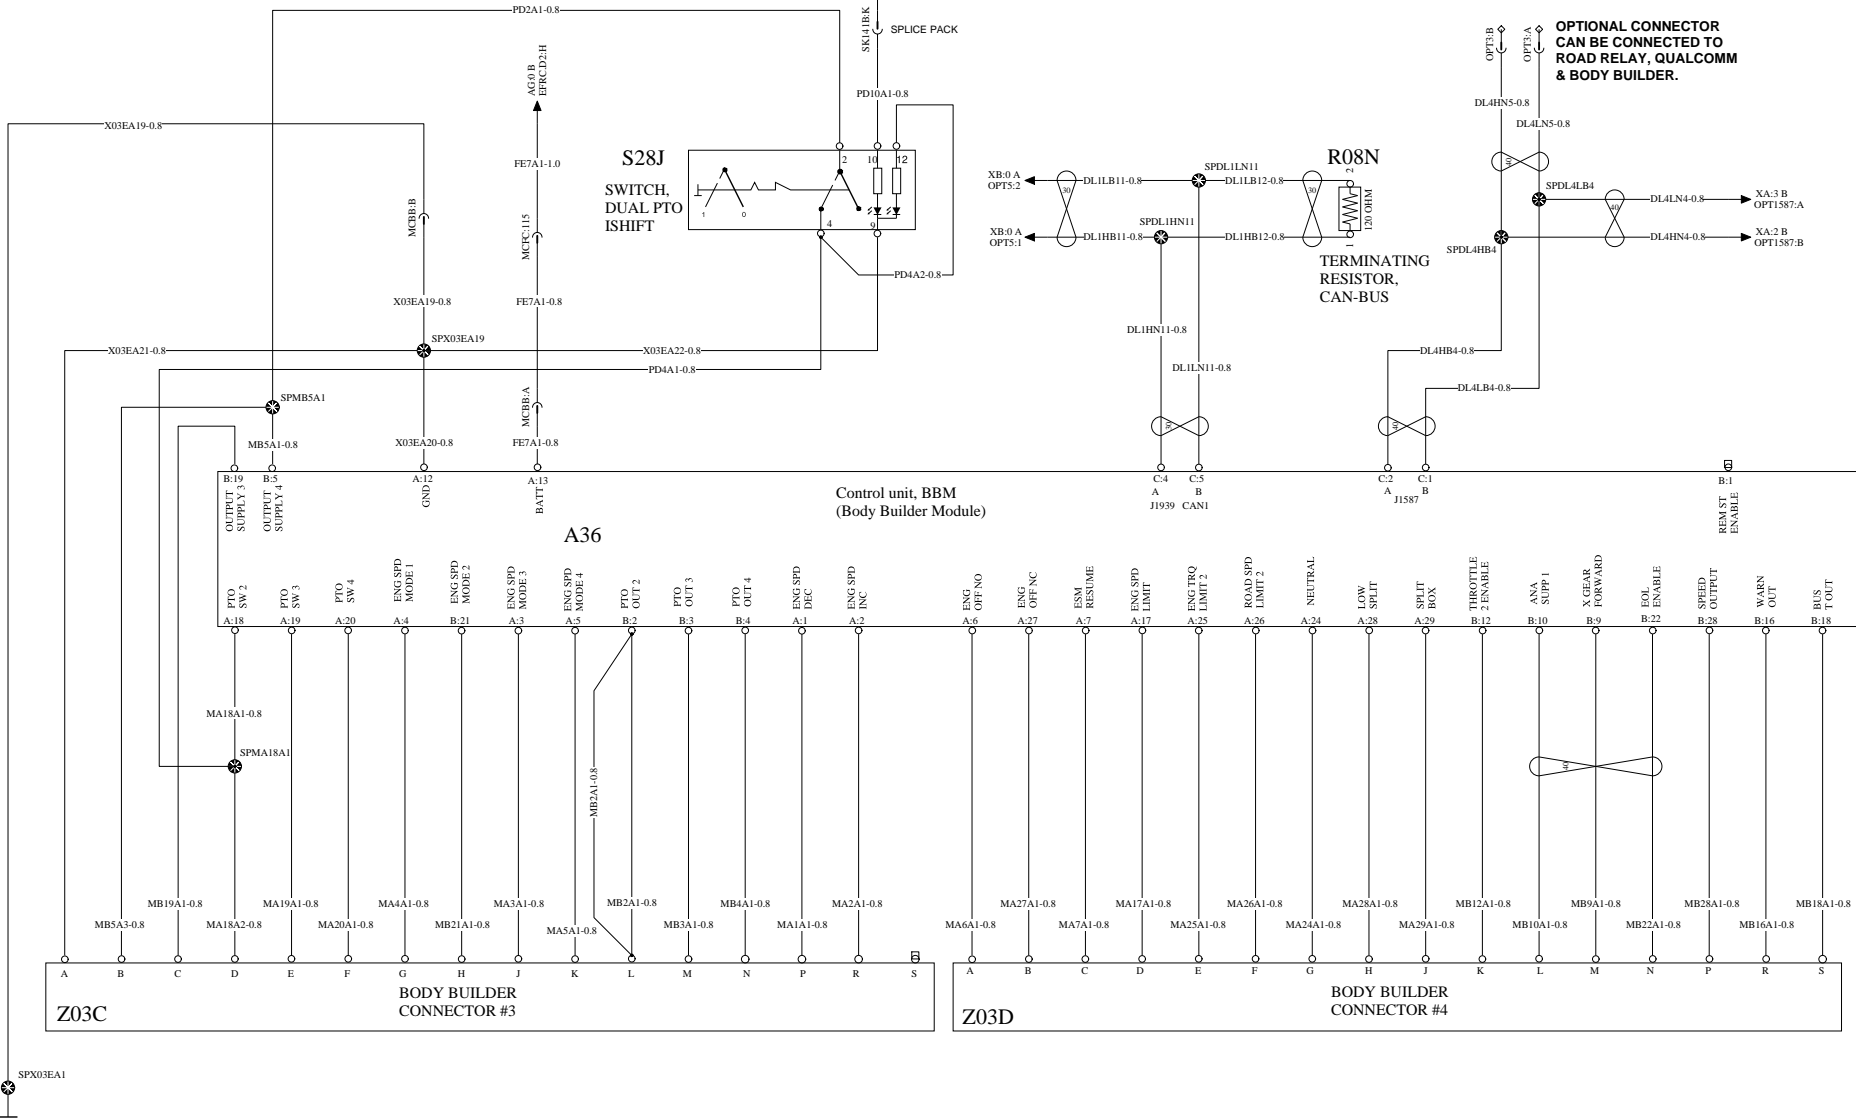 PD2A1-0.8
SK14 1B:K
SPLICE PACK
OPT3:B
OPT3:A
OPTIONAL CONNECTOR
CAN BE CONNECTED TO
ROAD RELAY, QUALCOMM
& BODY BUILDER.
AG:0 B
EFRC.D2:H
PD10A1-0.8
DL4HN5-0.8
DL4LN5-0.8
X03EA19-0.8
FE7A1-1.0
S28J
SWITCH,
DUAL PTO
ISHIFT
2
10
12
1
0
4
9
R08N
XB:0 A
OPT5:2
DL1LB11-0.8
SPDL1LN11
DL1LB12-0.8
30
30
2
120 OHM
1
40
SPDL4LB4
40
DL4LN4-0.8
XA:3 B
OPT1587:A
MCBB:B
MCFC:115
SPDL1HN11
XB:0 A
OPT5:1
DL1HB11-0.8
DL1HB12-0.8
SPDL4HB4
DL4HN4-0.8
XA:2 B
OPT1587:B
TERMINATING
RESISTOR,
CAN-BUS
PD4A2-0.8
X03EA19-0.8
FE7A1-0.8
DL1HN11-0.8
SPX03EA19
X03EA21-0.8
X03EA22-0.8
DL4HB4-0.8
PD4A1-0.8
DL1LN11-0.8
DL4LB4-0.8
SPMB5A1
MCBB:A
30
40
MB5A1-0.8
X03EA20-0.8
FE7A1-0.8
B:19
OUTPUT
SUPPLY 3
B:5
OUTPUT
SUPPLY 4
A:12
GND
A:13
BATT
Control unit, BBM
(Body Builder Module)
A36
C:4
A
C:5
B
J1939
CAN1
C:2
A
C:1
B
J1587
B:1
REM ST
ENABLE
PTO
SW 2
PTO
SW 3
PTO
SW 4
ENG SPD
MODE 1
ENG SPD
MODE 2
ENG SPD
MODE 3
ENG SPD
MODE 4
PTO
OUT 2
PTO
OUT 3
PTO
OUT 4
ENG SPD
DEC
ENG SPD
INC
ENG
OFF NO
ENG
OFF NC
ESM
RESUME
ENG SPD
LIMIT
ENG TRQ
LIMIT 2
ROAD SPD
LIMIT 2
NEUTRAL
LOW
SPLIT
SPLIT
BOX
THROTTLE
2 ENABLE
ANA
SUPP 1
X GEAR
FORWARD
EOL
ENABLE
SPEED
OUTPUT
WARN
OUT
BUS
T OUT
A:18
A:19
A:20
A:4
B:21
A:3
A:5
B:2
B:3
B:4
A:1
A:2
A:6
A:27
A:7
A:17
A:25
A:26
A:24
A:28
A:29
B:12
B:10
B:9
B:22
B:28
B:16
B:18
MA18A1-0.8
SPMA18A1
MB2A1-0.8
40
MB19A1-0.8
MA19A1-0.8
MA4A1-0.8
MA3A1-0.8
MB2A1-0.8
MB4A1-0.8
MA2A1-0.8
MA27A1-0.8
MA17A1-0.8
MA26A1-0.8
MA28A1-0.8
MB12A1-0.8
MB9A1-0.8
MB28A1-0.8
MB18A1-0.8
MB5A3-0.8
MA18A2-0.8
MA20A1-0.8
MB21A1-0.8
MA5A1-0.8
MB3A1-0.8
MA1A1-0.8
MA6A1-0.8
MA7A1-0.8
MA25A1-0.8
MA24A1-0.8
MA29A1-0.8
MB10A1-0.8
MB22A1-0.8
MB16A1-0.8
A
B
C
D
E
F
G
H
J
K
L
M
N
P
R
S
A
B
C
D
E
F
G
H
J
K
L
M
N
P
R
S
Z03C
BODY BUILDER
CONNECTOR #3
Z03D
BODY BUILDER
CONNECTOR #4
SPX03EA1